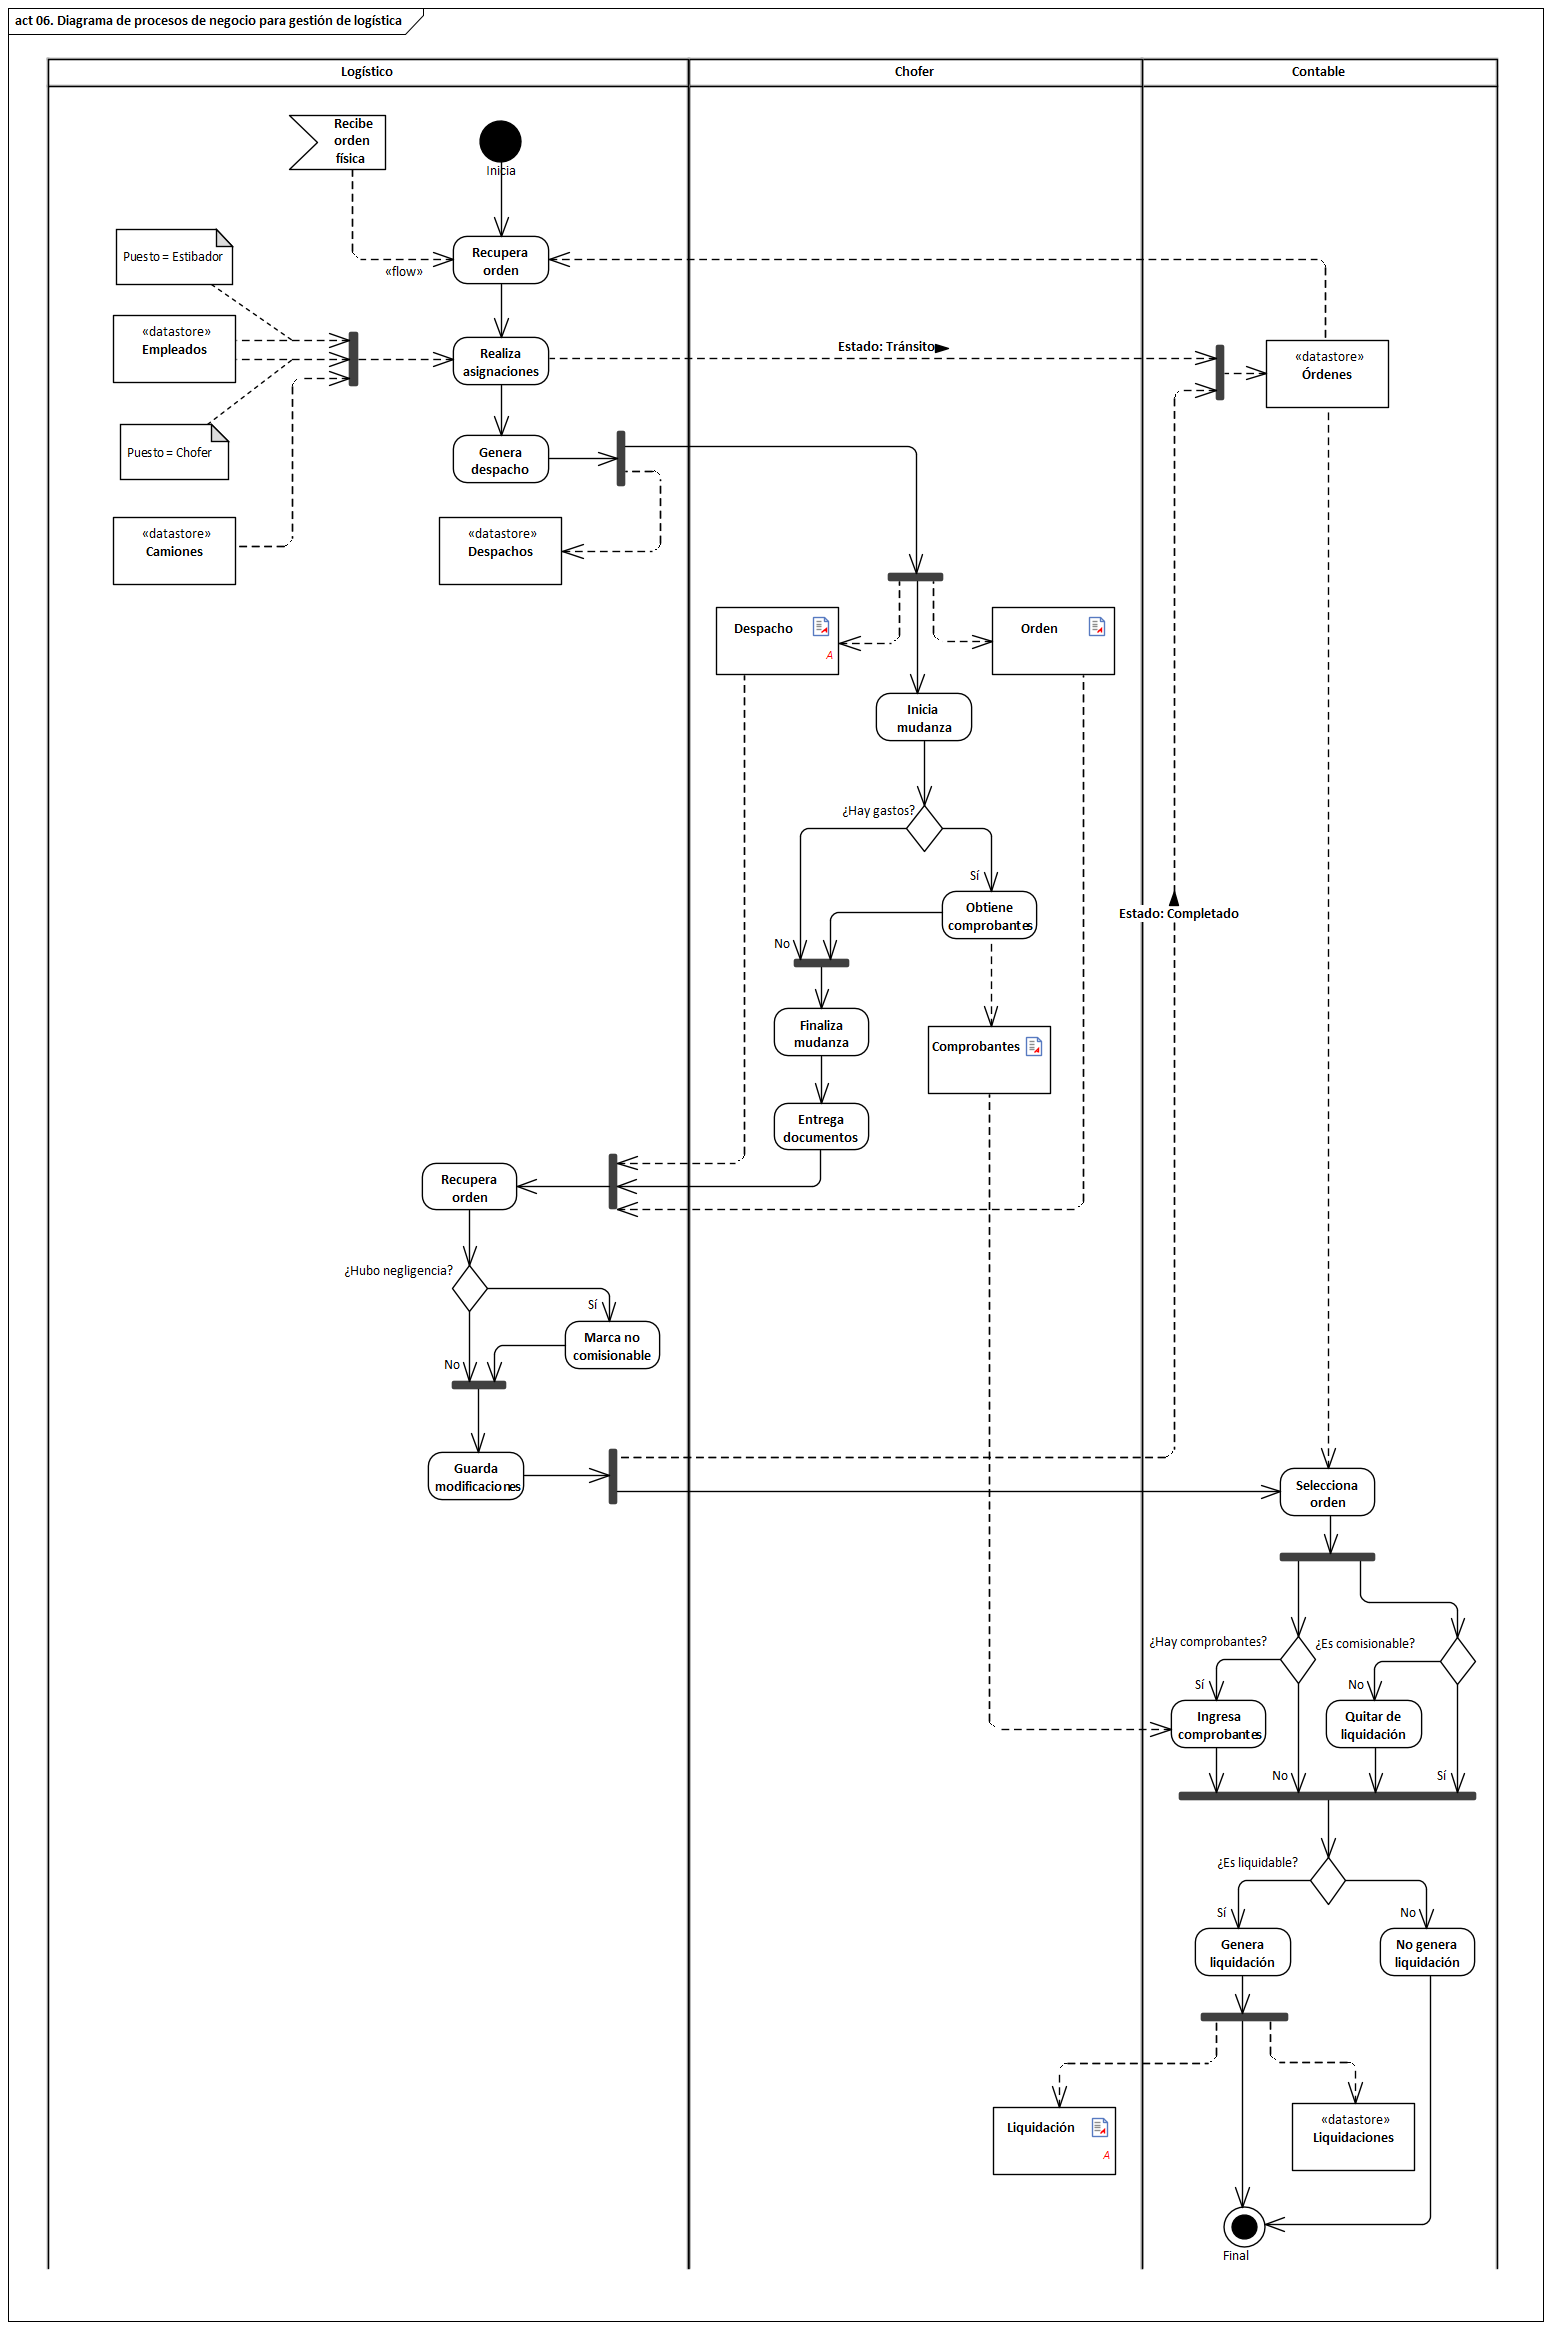 act 06. Diagrama de procesos de negocio para gestión de logística
Logístico
Chofer
Contable
Recibe
orden
física
Inicia
Puesto = Estibador
Recupera
orden
«flow»
«datastore»
Empleados
Realiza
asignaciones
Estado: Tránsito
«datastore»
Órdenes
Puesto = Chofer
Genera
despacho
«datastore»
Camiones
«datastore»
Despachos
Despacho
A
Orden
Inicia
mudanza
¿Hay gastos?
Sí
Obtiene
comprobantes
No
Estado: Completado
Finaliza
mudanza
Comprobantes
Entrega
documentos
Recupera
orden
¿Hubo negligencia?
Sí
Marca no
comisionable
No
Guarda
modificaciones
Selecciona
orden
¿Hay comprobantes?
¿Es comisionable?
Sí
No
Ingresa
comprobantes
Quitar de
liquidación
No
Sí
¿Es liquidable?
Sí
No
Genera
liquidación
No genera
liquidación
Liquidación
A
«datastore»
Liquidaciones
Final